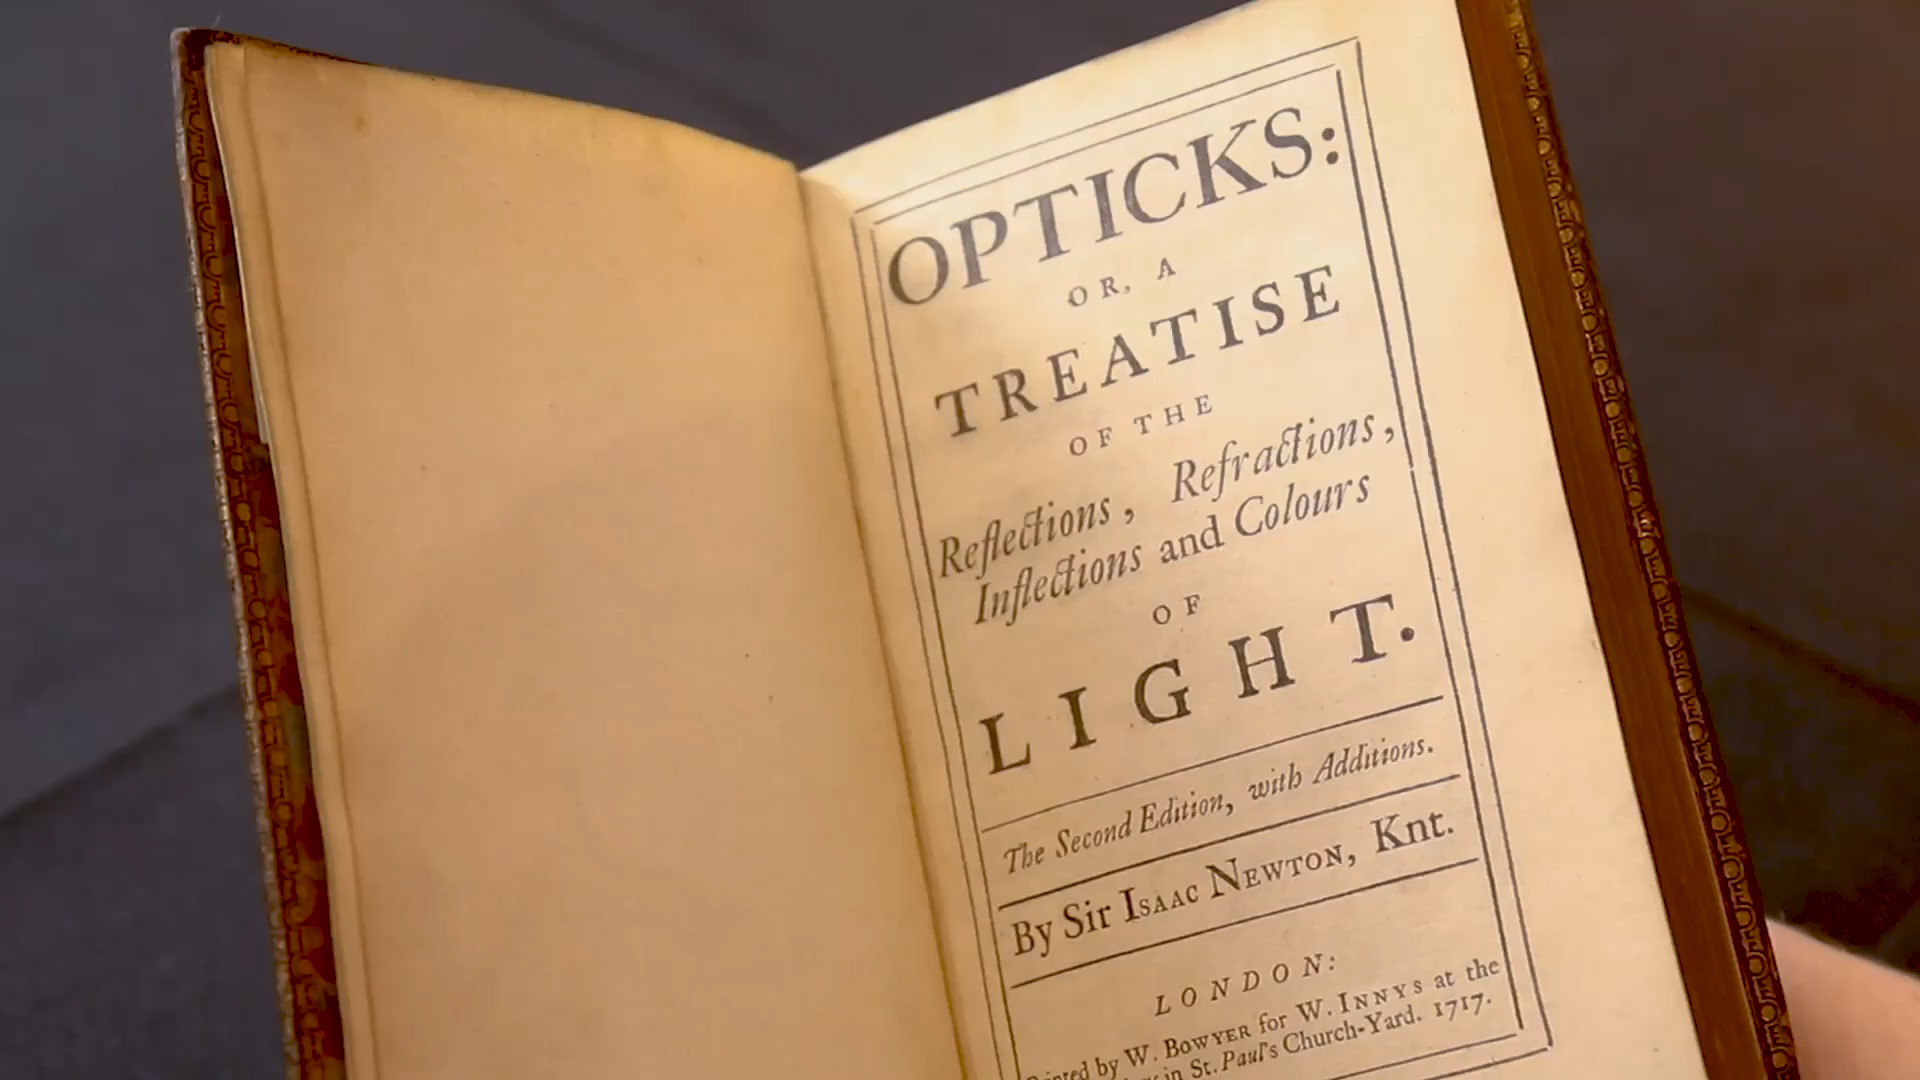 OPTICKS:
OR, A
TREATISE
OF THE
Reflections, Refractions,
Inflections and Colours
OF
LIGHT.
The Second Edition, with Additions.
By Sir ISAAC NEWTON, Knt.
LONDON:
by W. BOWYER for W. INNYS at the
in St. Paul's Church-Yard. 1717.